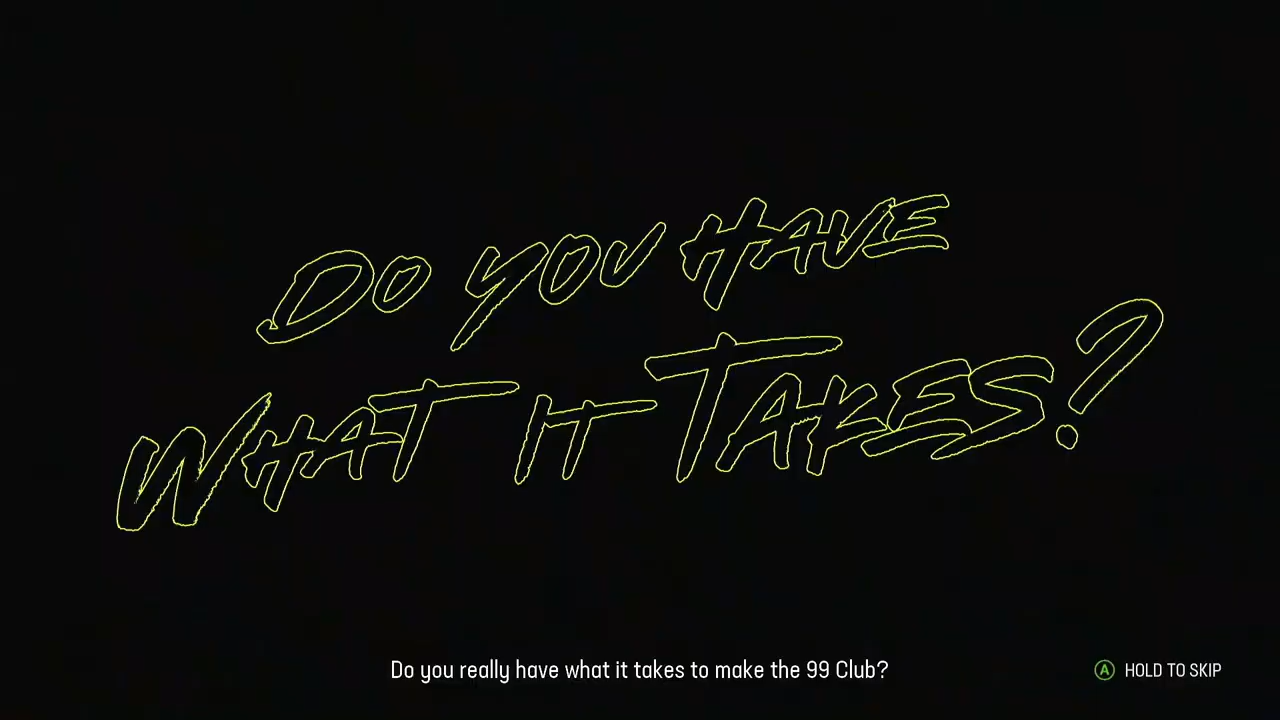 DO YOU HAVE
WHAT IT TAKES?
Do you really have what it takes to make the 99 Club?
A HOLD TO SKIP